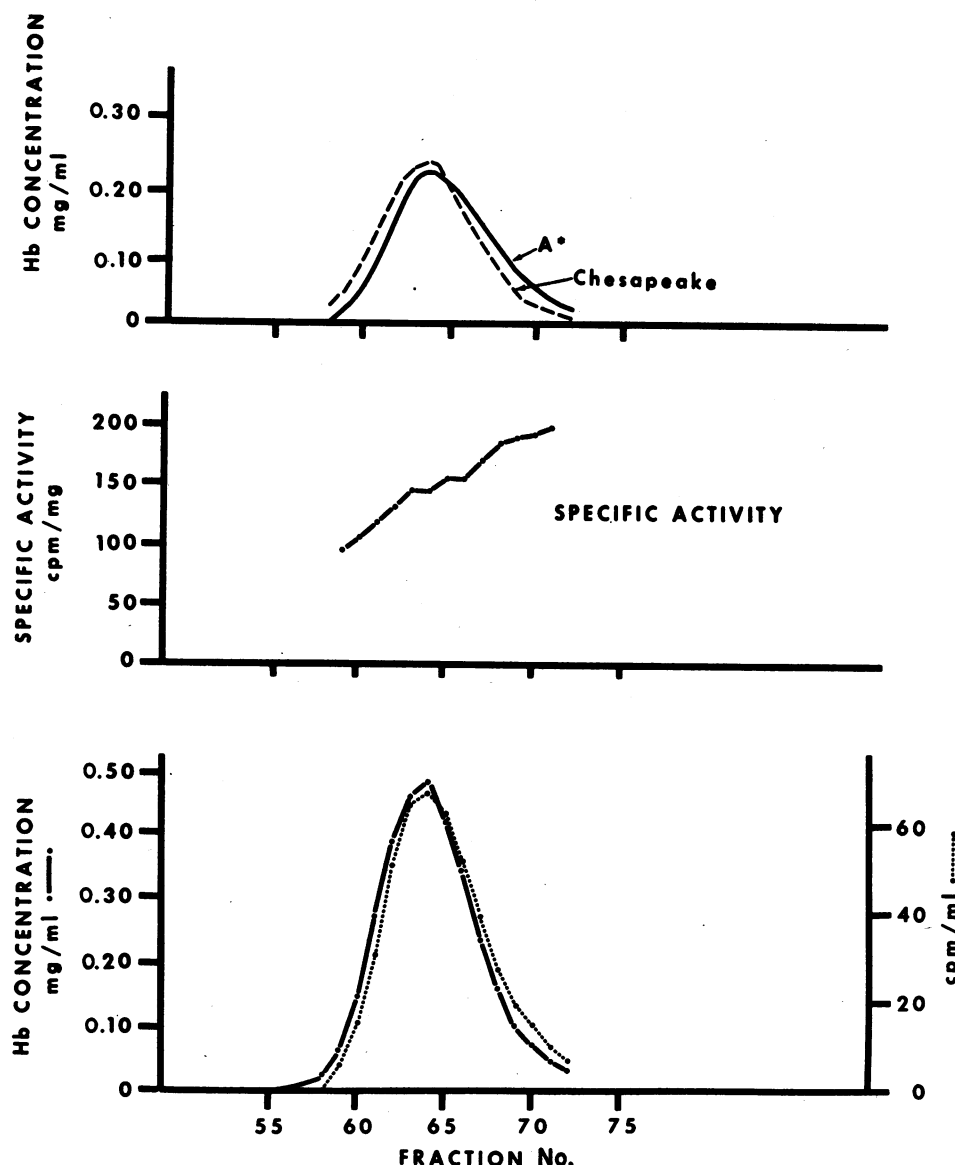 Hb CONCENTRATION
mg/ml
0.30
0.20
0.10
0
A*
Chesapeake
SPECIFIC ACTIVITY
cpm/mg
200
150
100
50
0
SPECIFIC ACTIVITY
Hb CONCENTRATION
mg/ml
0.50
0.40
0.30
0.20
0.10
0
60
40
20
0
cpm/ml
55 60 65 70 75
FRACTION No.